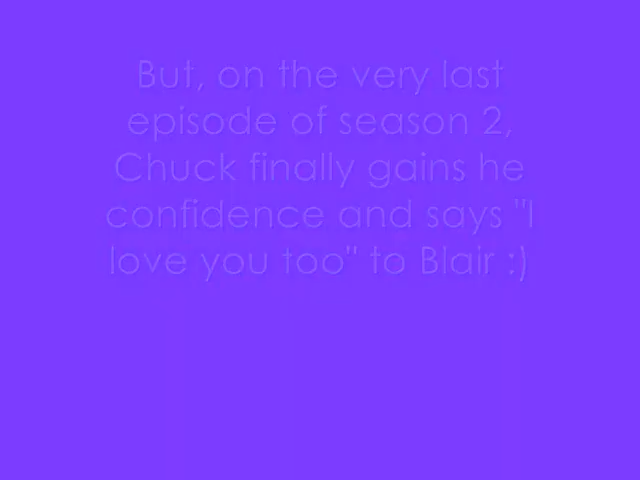 But, on the very last
episode of season 2,
Chuck finally gains he
confidence and says "I
love you too" to Blair :)